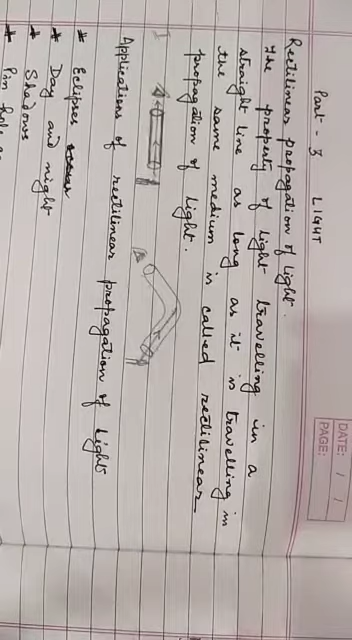 DATE: / /
PAGE:
Part - 3 LIGHT
Rectilinear propagation of light.
The property of light travelling in a
straight line as long as it is travelling in
the same medium is called rectilinear
propagation of light.
Applications of rectilinear propagation of light
* Eclipses
* Day and night
* Shadows
* Pin hole